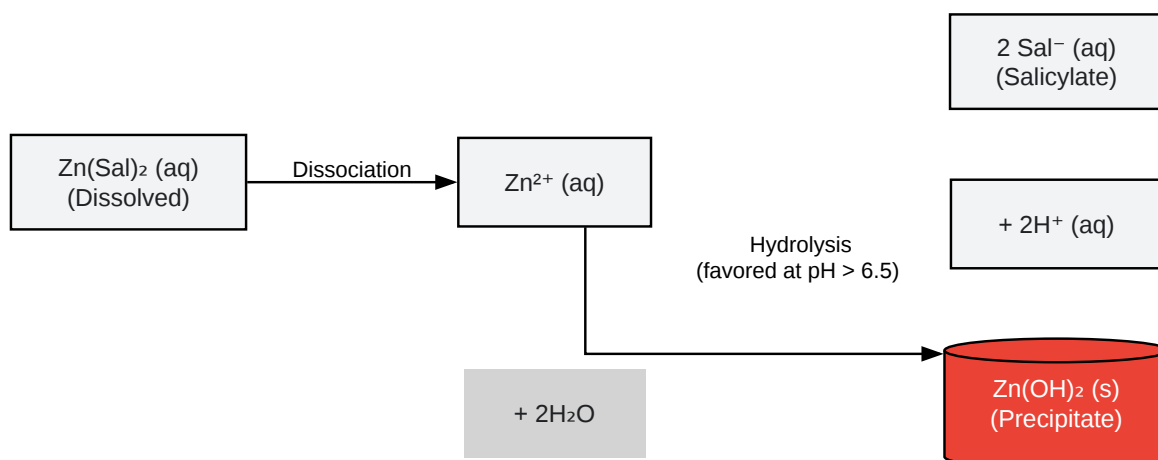 2 Sal⁻ (aq)
(Salicylate)
Zn(Sal)₂ (aq)
(Dissolved)
Dissociation
Zn²⁺ (aq)
+ 2H⁺ (aq)
Hydrolysis
(favored at pH > 6.5)
Zn(OH)₂ (s)
(Precipitate)
+ 2H₂O